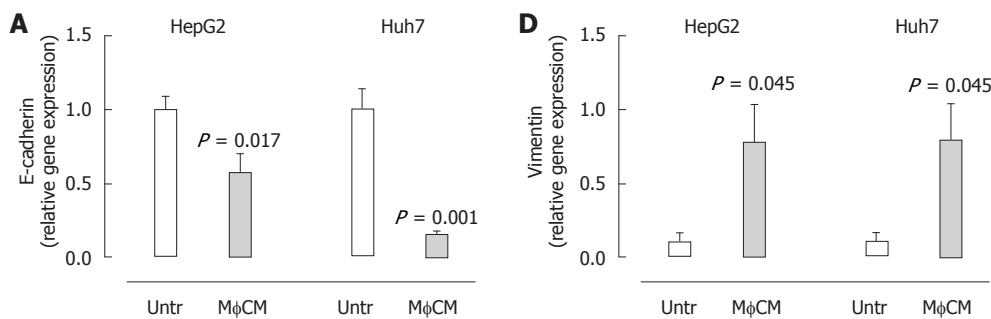 A
HepG2
Huh7
E-cadherin
(relative gene expression)
1.5
1.0
0.5
0.0
P = 0.017
P = 0.001
Untr
MϕCM
Untr
MϕCM
D
HepG2
Huh7
Vimentin
(relative gene expression)
1.5
1.0
0.5
0.0
P = 0.045
P = 0.045
Untr
MϕCM
Untr
MϕCM